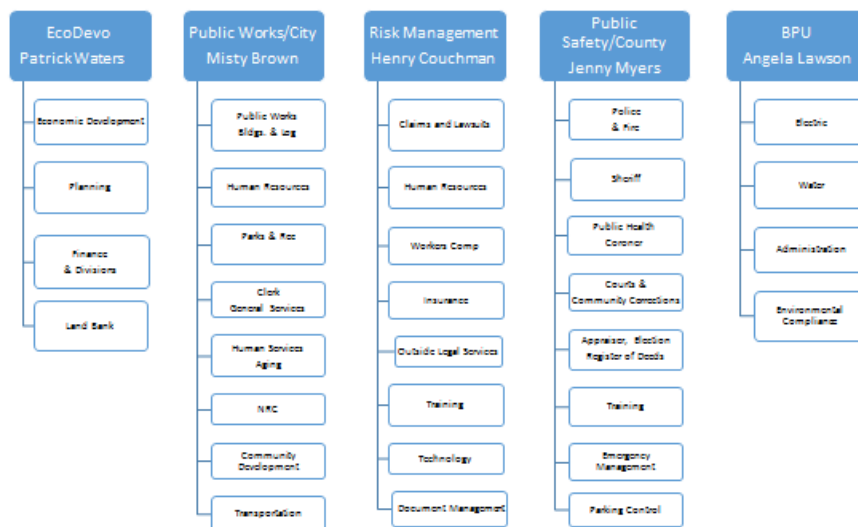 EcoDevo
Patrick Waters
Economic Development
Planning
Finance
& Divisions
Land Bank
Public Works/City
Misty Brown
Public Works
Bldgs. & Log
Human Resources
Parks & Rec
Clerk
General Services
Human Services
Aging
NRC
Community
Development
Transportation
Risk Management
Henry Couchman
Claims and Lawsuits
Human Resources
Workers Comp
Insurance
Outside Legal Services
Training
Technology
Document Management
Public
Safety/County
Jenny Myers
Police
& Fire
Sheriff
Public Health
Coroner
Courts &
Community Corrections
Appraiser, Election
Register of Deeds
Training
Emergency
Management
Parking Control
BPU
Angela Lawson
Electric
Water
Administration
Environmental
Compliance